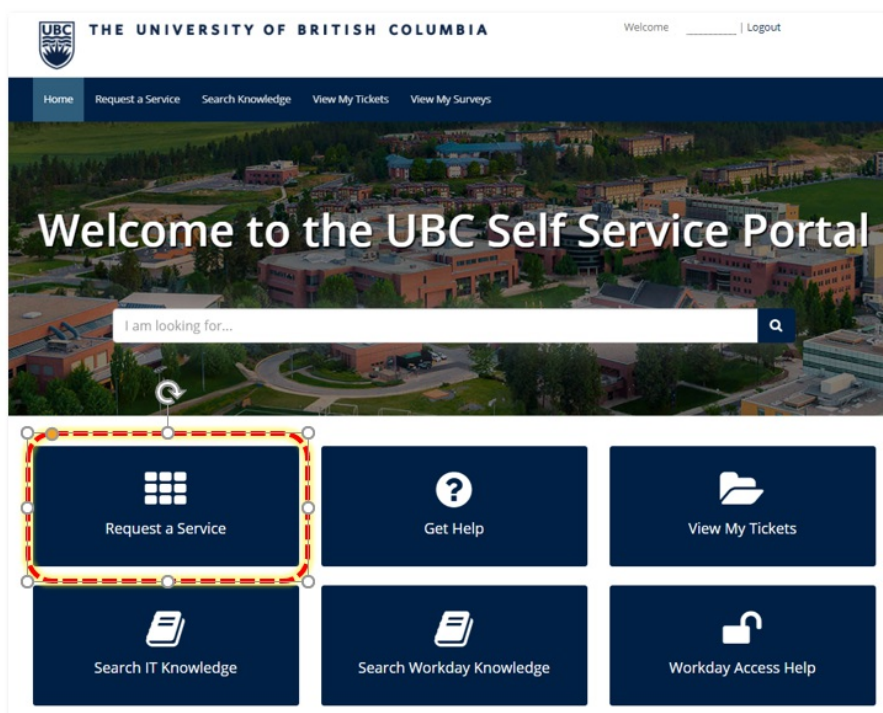 UBC
THE UNIVERSITY OF BRITISH COLUMBIA
Welcome __________ | Logout
Home Request a Service Search Knowledge View My Tickets View My Surveys
Welcome to the UBC Self Service Portal
I am looking for...
Request a Service
Get Help
View My Tickets
Search IT Knowledge
Search Workday Knowledge
Workday Access Help